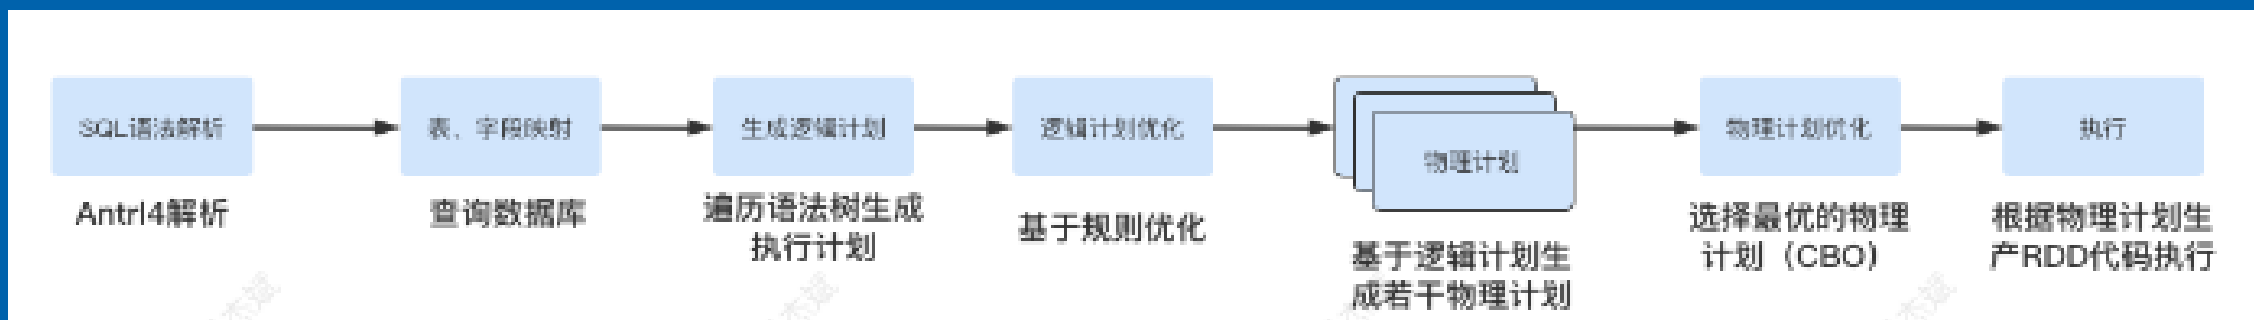 SQL语法解析
表、字段映射
生成逻辑计划
逻辑计划优化
物理计划
物理计划优化
执行
Antrl4解析
查询数据库
遍历语法树生成
执行计划
基于规则优化
基于逻辑计划生
成若干物理计划
选择最优的物理
计划（CBO）
根据物理计划生
产RDD代码执行